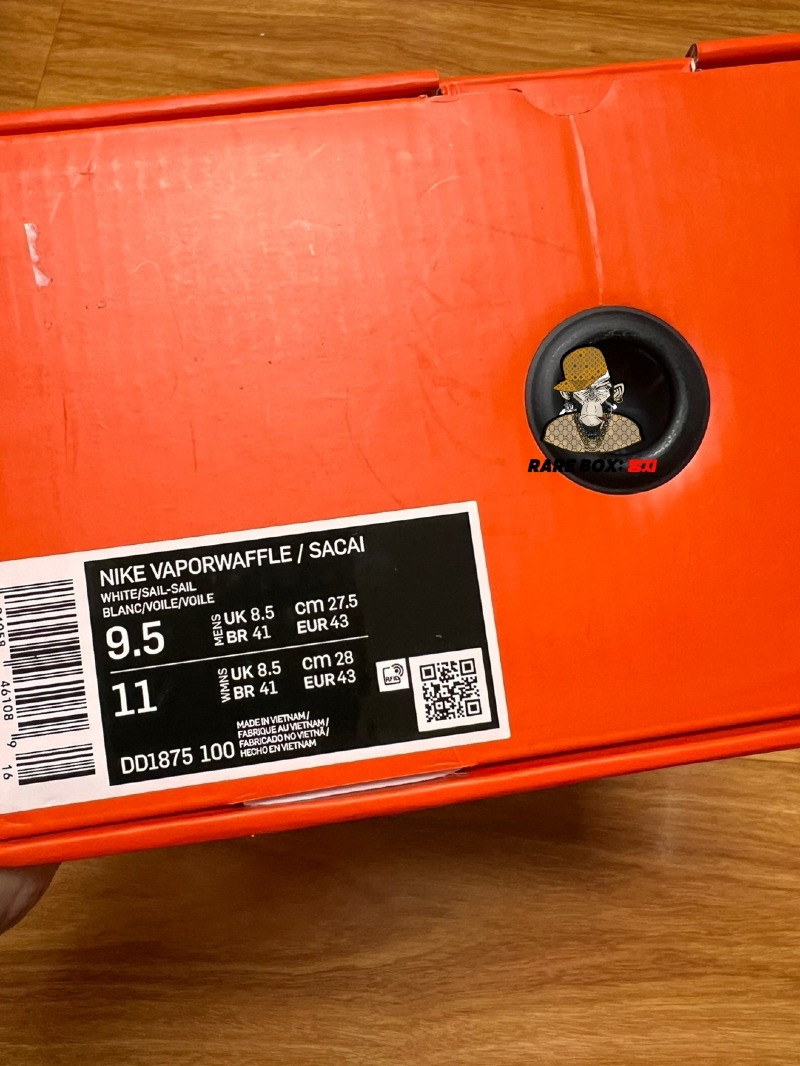 NIKE VAPORWAFFLE / SACAI
WHITE/SAIL-SAIL
BLANC/VOILE/VOILE
9.5 MENS UK 8.5 cm 27.5
BR 41 EUR 43
11 WMNS UK 8.5 cm 28
BR 41 EUR 43
RFID
DD1875 100
MADE IN VIETNAM/
FABRIQUE AU VIETNAM/
FABRICADO NO VIETNÃ/
HECHO EN VIETNAM
46108 9 16
RARE BOX: